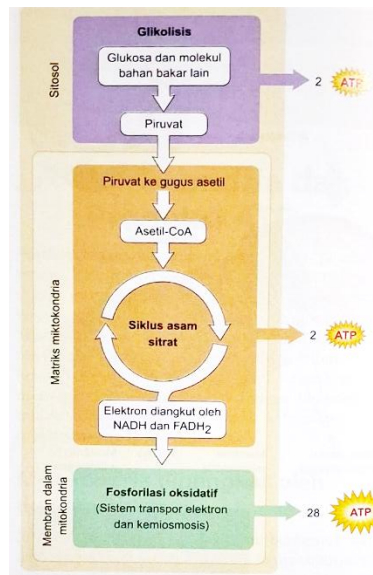 Glikolisis
Glukosa dan molekul
bahan bakar lain
Sitosol
2 ATP
Piruvat
Piruvat ke gugus asetil
Asetil-CoA
Siklus asam
sitrat
Matriks miktokondria
2 ATP
Elektron diangkut oleh
NADH dan FADH₂
Fosforilasi oksidatif
(Sistem transpor elektron
dan kemiosmosis)
Membran dalam
mitokondria
28 ATP